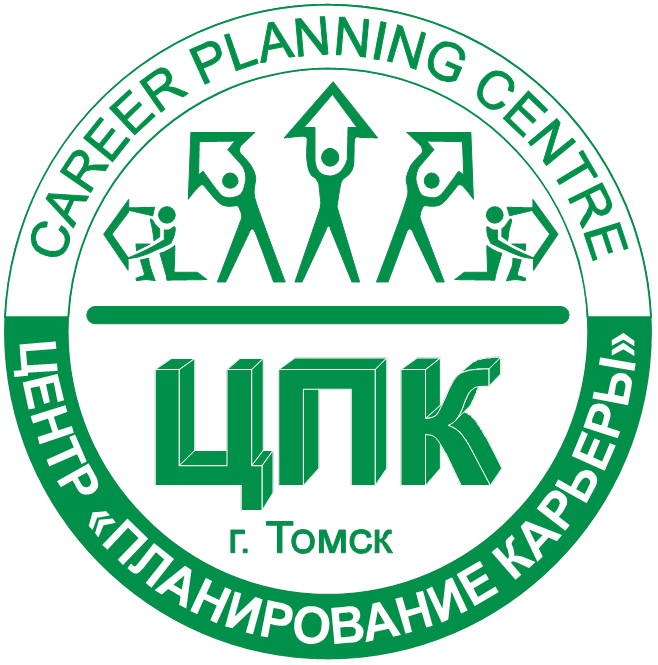 CAREER PLANNING CENTRE
ЦПК
г. Томск
ЦЕНТР «ПЛАНИРОВАНИЕ КАРЬЕРЫ»